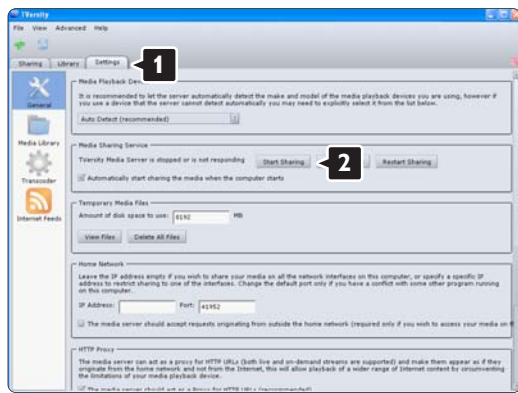 TVersity
File View Advanced Help
Sharing Library Settings
1
General
Media Library
Transcoder
Internet Feeds
Media Playback
It is recommended to let the server automatically detect the make and model of the media playback devices you are using, however if
you use a device that the server cannot detect automatically you may need to explicitly select it from the list below.
Auto Detect (recommended)
Media Sharing Service
TVersity Media Server is stopped or is not responding Start Sharing 2 Restart Sharing
Automatically start sharing the media when the computer starts
Temporary Media Files
Amount of disk space to use: 8192 MB
View Files Delete All Files
Home Network
Leave the IP address empty if you wish to share your media on all the network interfaces on this computer, or specify a specific IP
address to restrict sharing to one of the interfaces. Change the default port only if you have a conflict with some other program running
on this computer.
IP Address: Port: 41952
The media server should accept requests originating from outside the home network (required only if you wish to access your media on
HTTP Proxy
The media server can act as a proxy for HTTP URLs (both live and on-demand streams are supported) and make them appear as if they
originate from the home network and not from the Internet, this will allow playback of a wider range of Internet content by circumventing
the limitations of your media playback device.
The media server should act as a Proxy for HTTP URLs (recommended)